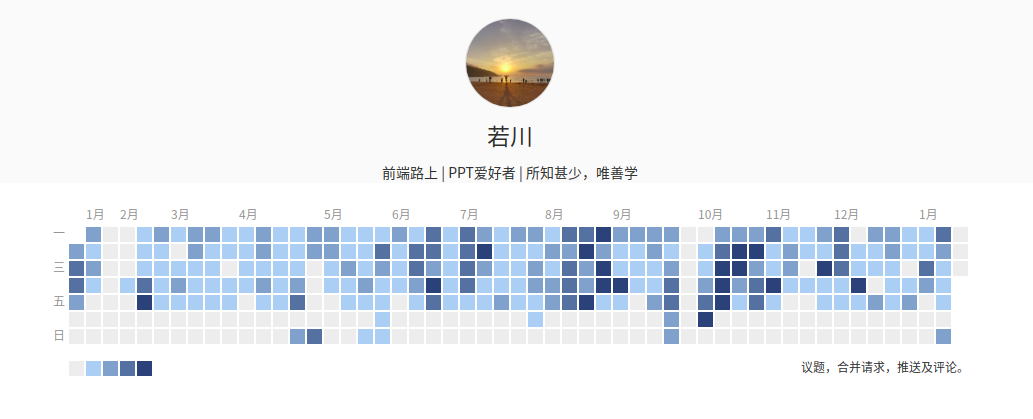 若川
前端路上 | PPT爱好者 | 所知甚少，唯善学
1月 2月 3月 4月 5月 6月 7月 8月 9月 10月 11月 12月 1月
一
三
五
日
议题，合并请求，推送及评论。